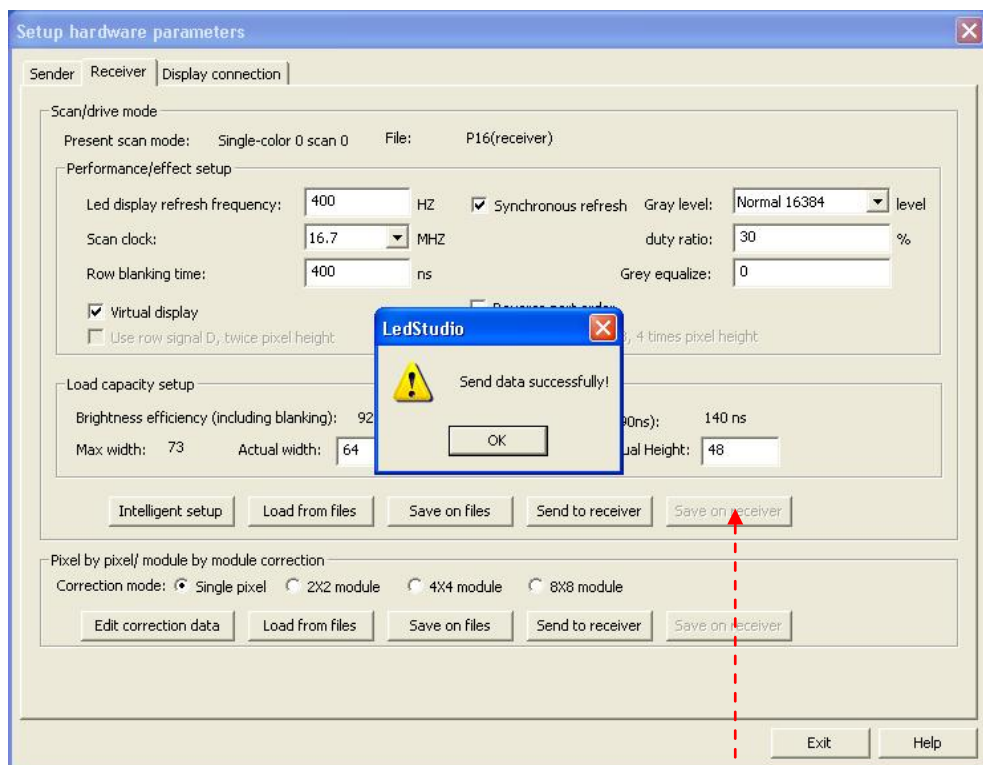 Setup hardware parameters
Sender Receiver Display connection
Scan/drive mode
Present scan mode: Single-color 0 scan 0 File: P16(receiver)
Performance/effect setup
Led display refresh frequency: 400 HZ Synchronous refresh Gray level: Normal 16384 level
Scan clock: 16.7 MHZ duty ratio: 30 %
Row blanking time: 400 ns Grey equalize: 0
Virtual display
Use row signal D, twice pixel height , 4 times pixel height
LedStudio
Send data successfully!
OK
Load capacity setup
Brightness efficiency (including blanking): 92 0ns): 140 ns
Max width: 73 Actual width: 64 ual Height: 48
Intelligent setup Load from files Save on files Send to receiver Save on receiver
Pixel by pixel/ module by module correction
Correction mode: Single pixel 2X2 module 4X4 module 8X8 module
Edit correction data Load from files Save on files Send to receiver Save on receiver
Exit Help